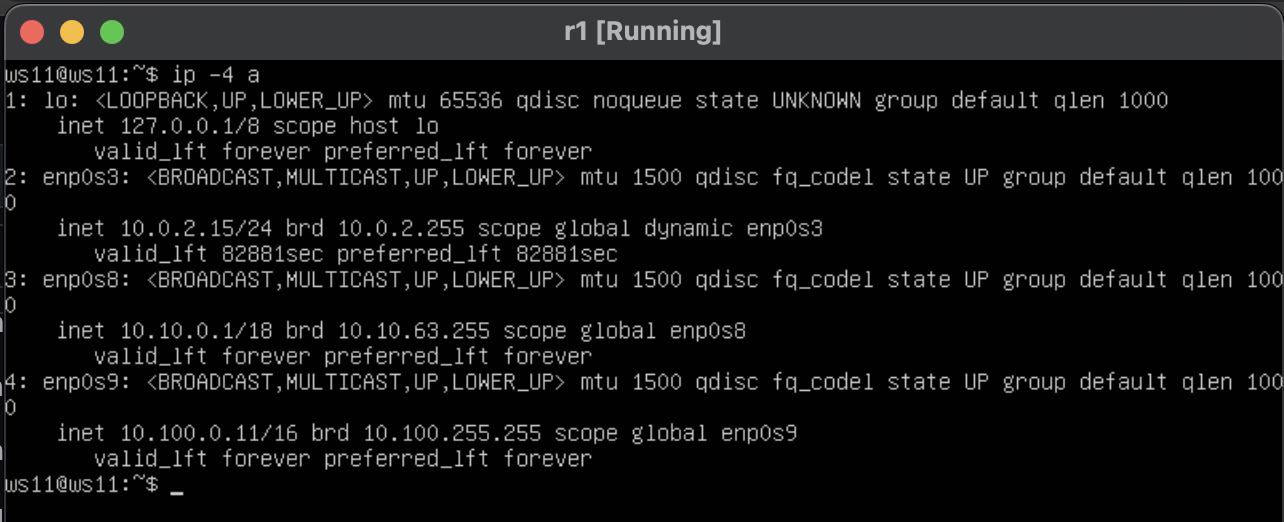 r1 [Running]
ws11@ws11:~$ ip -4 a
1: lo: <LOOPBACK,UP,LOWER_UP> mtu 65536 qdisc noqueue state UNKNOWN group default qlen 1000
    inet 127.0.0.1/8 scope host lo
       valid_lft forever preferred_lft forever
2: enp0s3: <BROADCAST,MULTICAST,UP,LOWER_UP> mtu 1500 qdisc fq_codel state UP group default qlen 100
0
    inet 10.0.2.15/24 brd 10.0.2.255 scope global dynamic enp0s3
       valid_lft 82881sec preferred_lft 82881sec
3: enp0s8: <BROADCAST,MULTICAST,UP,LOWER_UP> mtu 1500 qdisc fq_codel state UP group default qlen 100
0
    inet 10.10.0.1/18 brd 10.10.63.255 scope global enp0s8
       valid_lft forever preferred_lft forever
4: enp0s9: <BROADCAST,MULTICAST,UP,LOWER_UP> mtu 1500 qdisc fq_codel state UP group default qlen 100
0
    inet 10.100.0.11/16 brd 10.100.255.255 scope global enp0s9
       valid_lft forever preferred_lft forever
ws11@ws11:~$ _